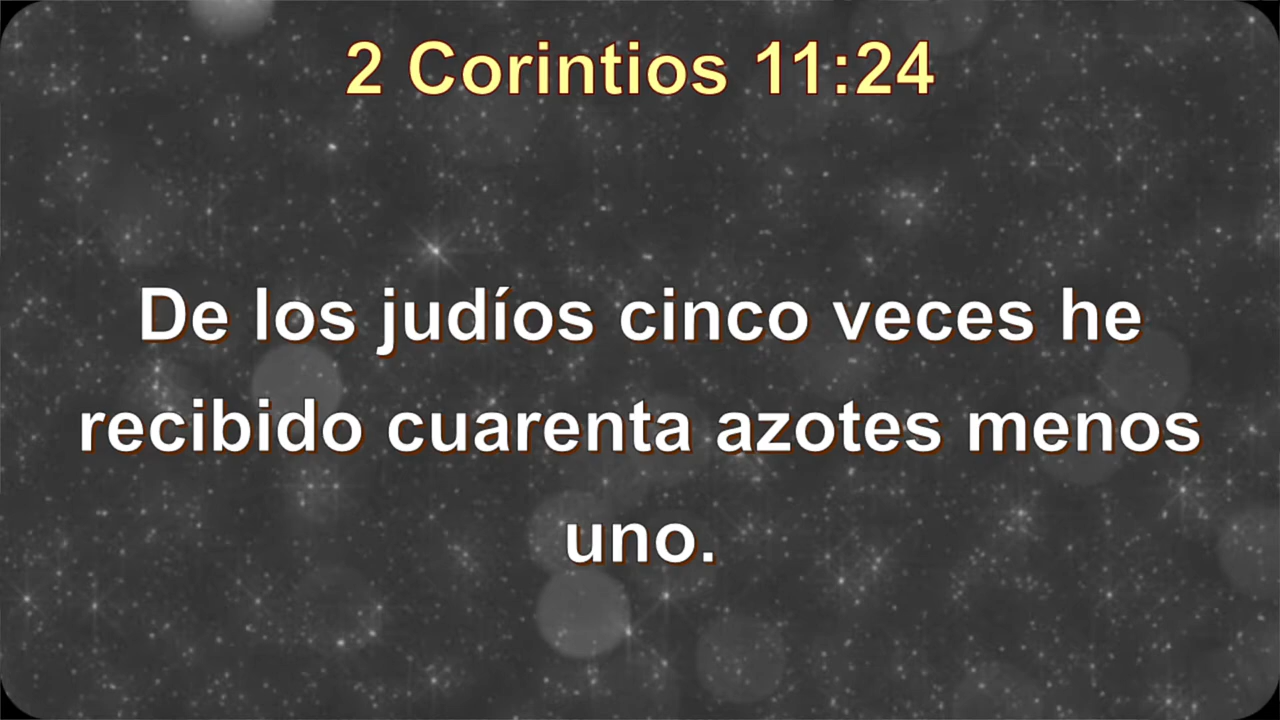 2 Corintios 11:24
De los judíos cinco veces he
recibido cuarenta azotes menos
uno.